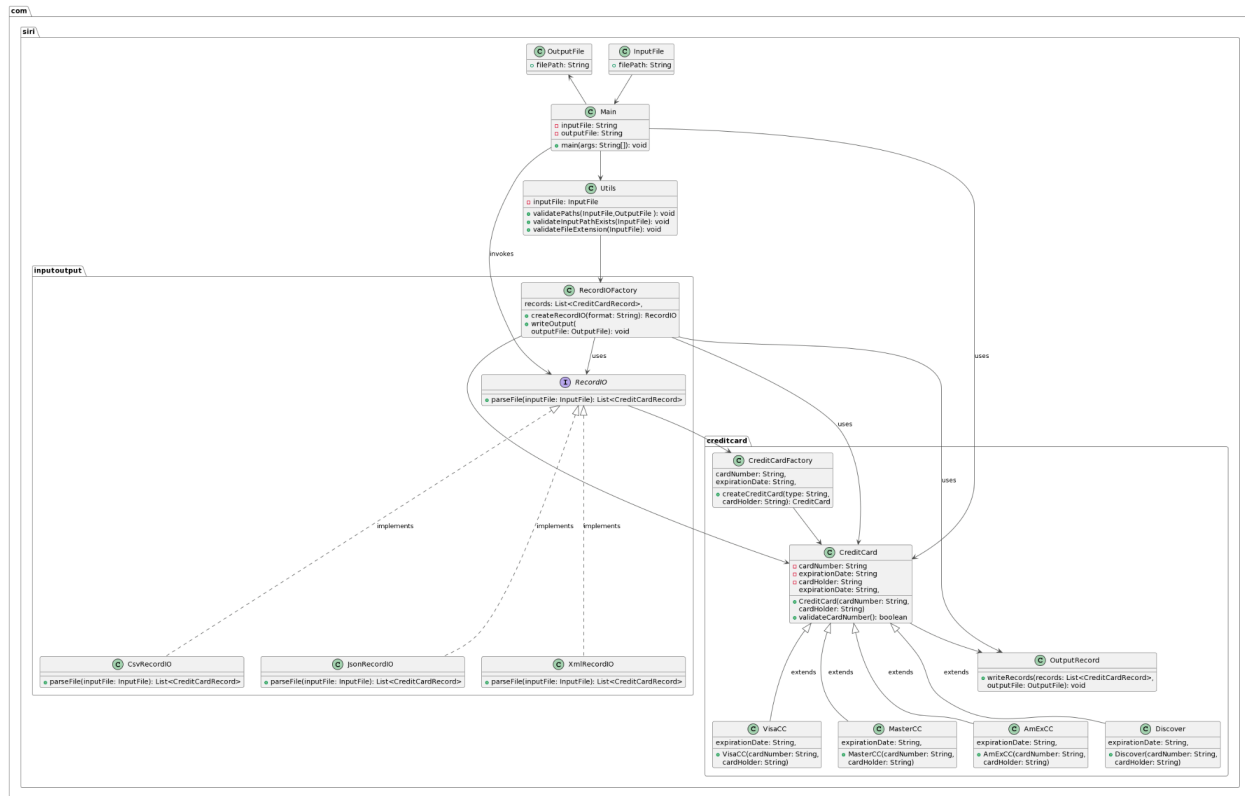 com
siri
C OutputFile
filePath: String
C InputFile
filePath: String
C Main
inputFile: String
outputFile: String
main(args: String[]): void
C Utils
inputFile: InputFile
validatePaths(InputFile,OutputFile ): void
validateInputPathExists(InputFile): void
validateFileExtension(InputFile): void
invokes
uses
inputoutput
C RecordIOFactory
records: List<CreditCardRecord>,
createRecordIO(format: String): RecordIO
writeOutput(
outputFile: OutputFile): void
uses
I RecordIO
parseFile(inputFile: InputFile): List<CreditCardRecord>
uses
uses
implements
implements
implements
C CsvRecordIO
parseFile(inputFile: InputFile): List<CreditCardRecord>
C JsonRecordIO
parseFile(inputFile: InputFile): List<CreditCardRecord>
C XmlRecordIO
parseFile(inputFile: InputFile): List<CreditCardRecord>
creditcard
C CreditCardFactory
cardNumber: String,
expirationDate: String,
createCreditCard(type: String,
cardHolder: String): CreditCard
C CreditCard
cardNumber: String
expirationDate: String
cardHolder: String
expirationDate: String,
CreditCard(cardNumber: String,
cardHolder: String)
validateCardNumber(): boolean
C OutputRecord
writeRecords(records: List<CreditCardRecord>,
outputFile: OutputFile): void
extends
extends
extends
extends
C VisaCC
expirationDate: String,
VisaCC(cardNumber: String,
cardHolder: String)
C MasterCC
expirationDate: String,
MasterCC(cardNumber: String,
cardHolder: String)
C AmExCC
expirationDate: String,
AmExCC(cardNumber: String,
cardHolder: String)
C Discover
expirationDate: String,
Discover(cardNumber: String,
cardHolder: String)